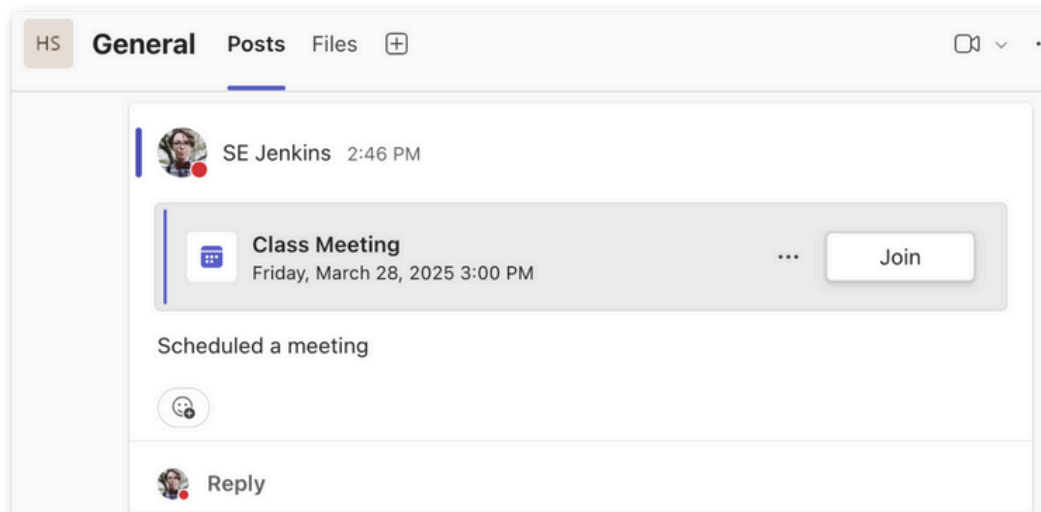 HS General Posts Files
SE Jenkins 2:46 PM
Class Meeting
Friday, March 28, 2025 3:00 PM
Join
Scheduled a meeting
Reply